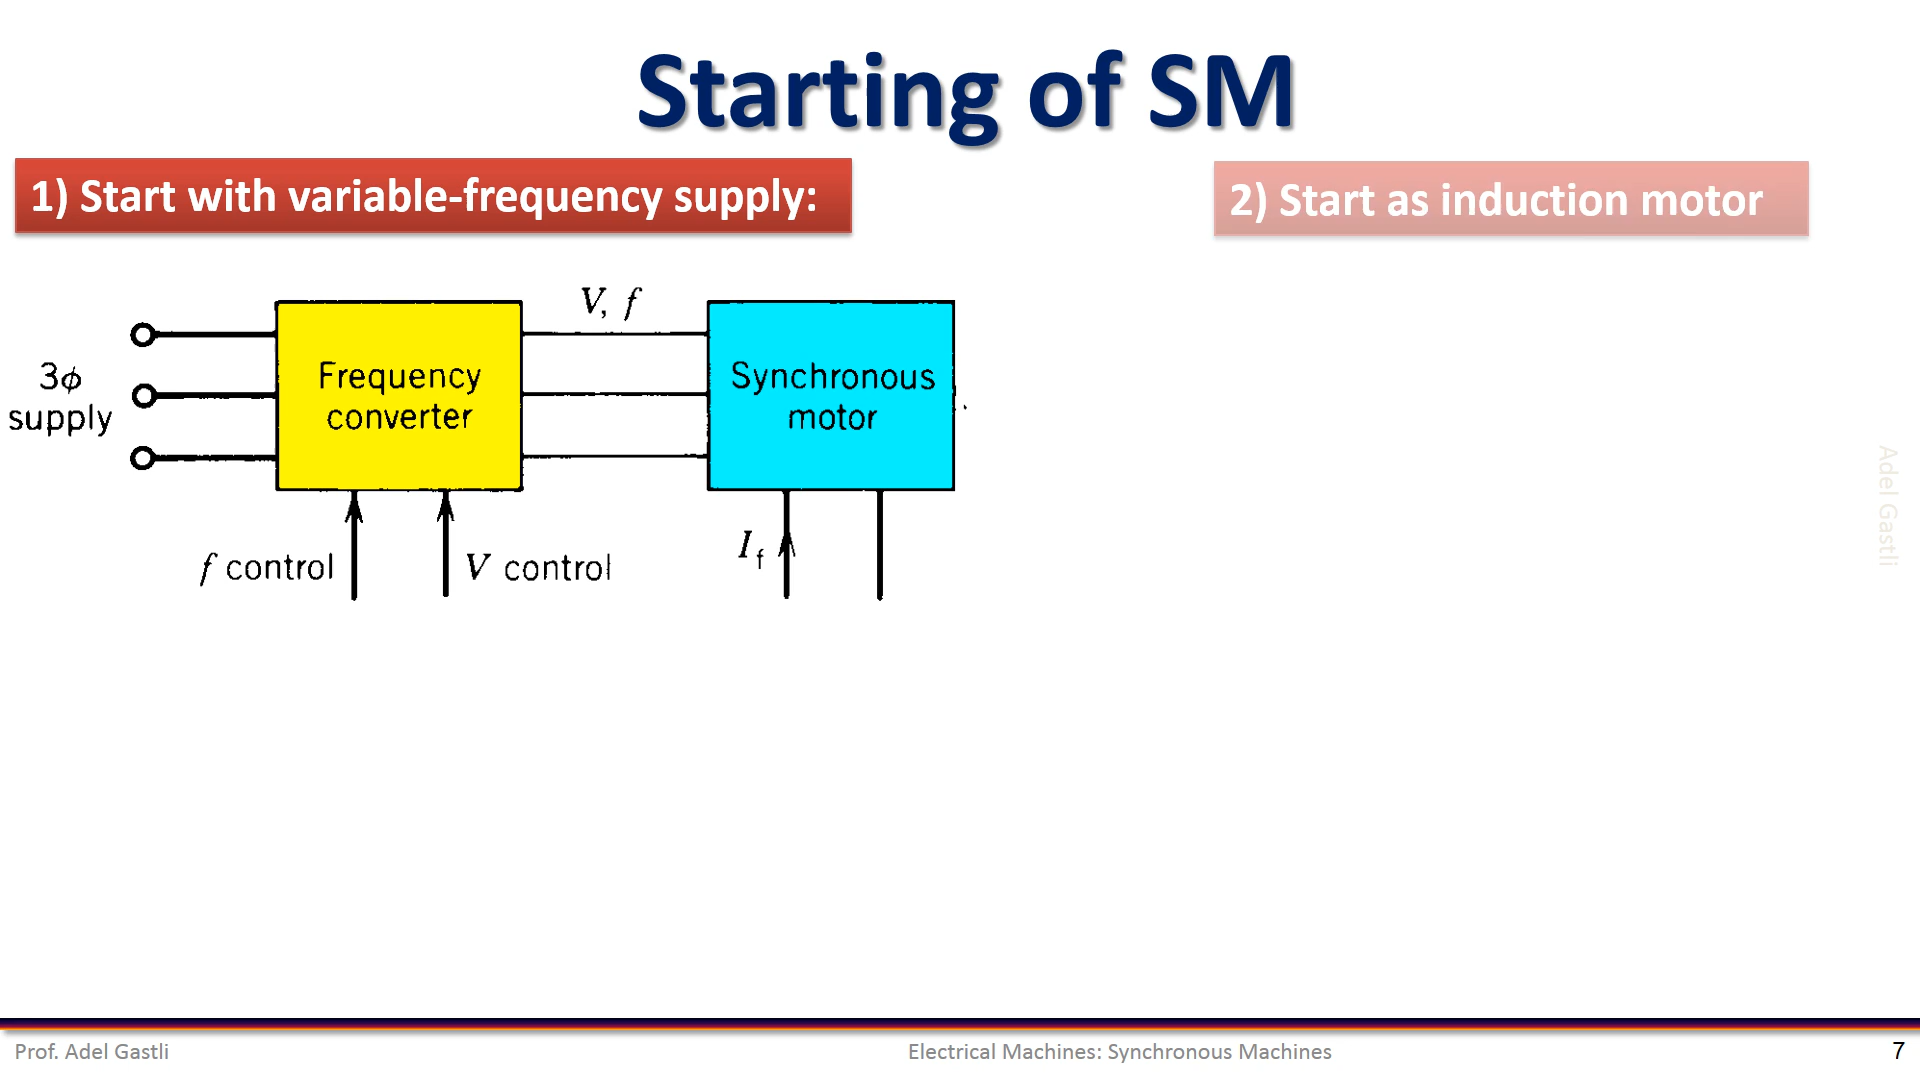 Starting of SM
1) Start with variable-frequency supply:
2) Start as induction motor
V, f
3ϕ
supply
Frequency
converter
Synchronous
motor
f control
V control
I_f
Adel Gastli
Prof. Adel Gastli
Electrical Machines: Synchronous Machines
7